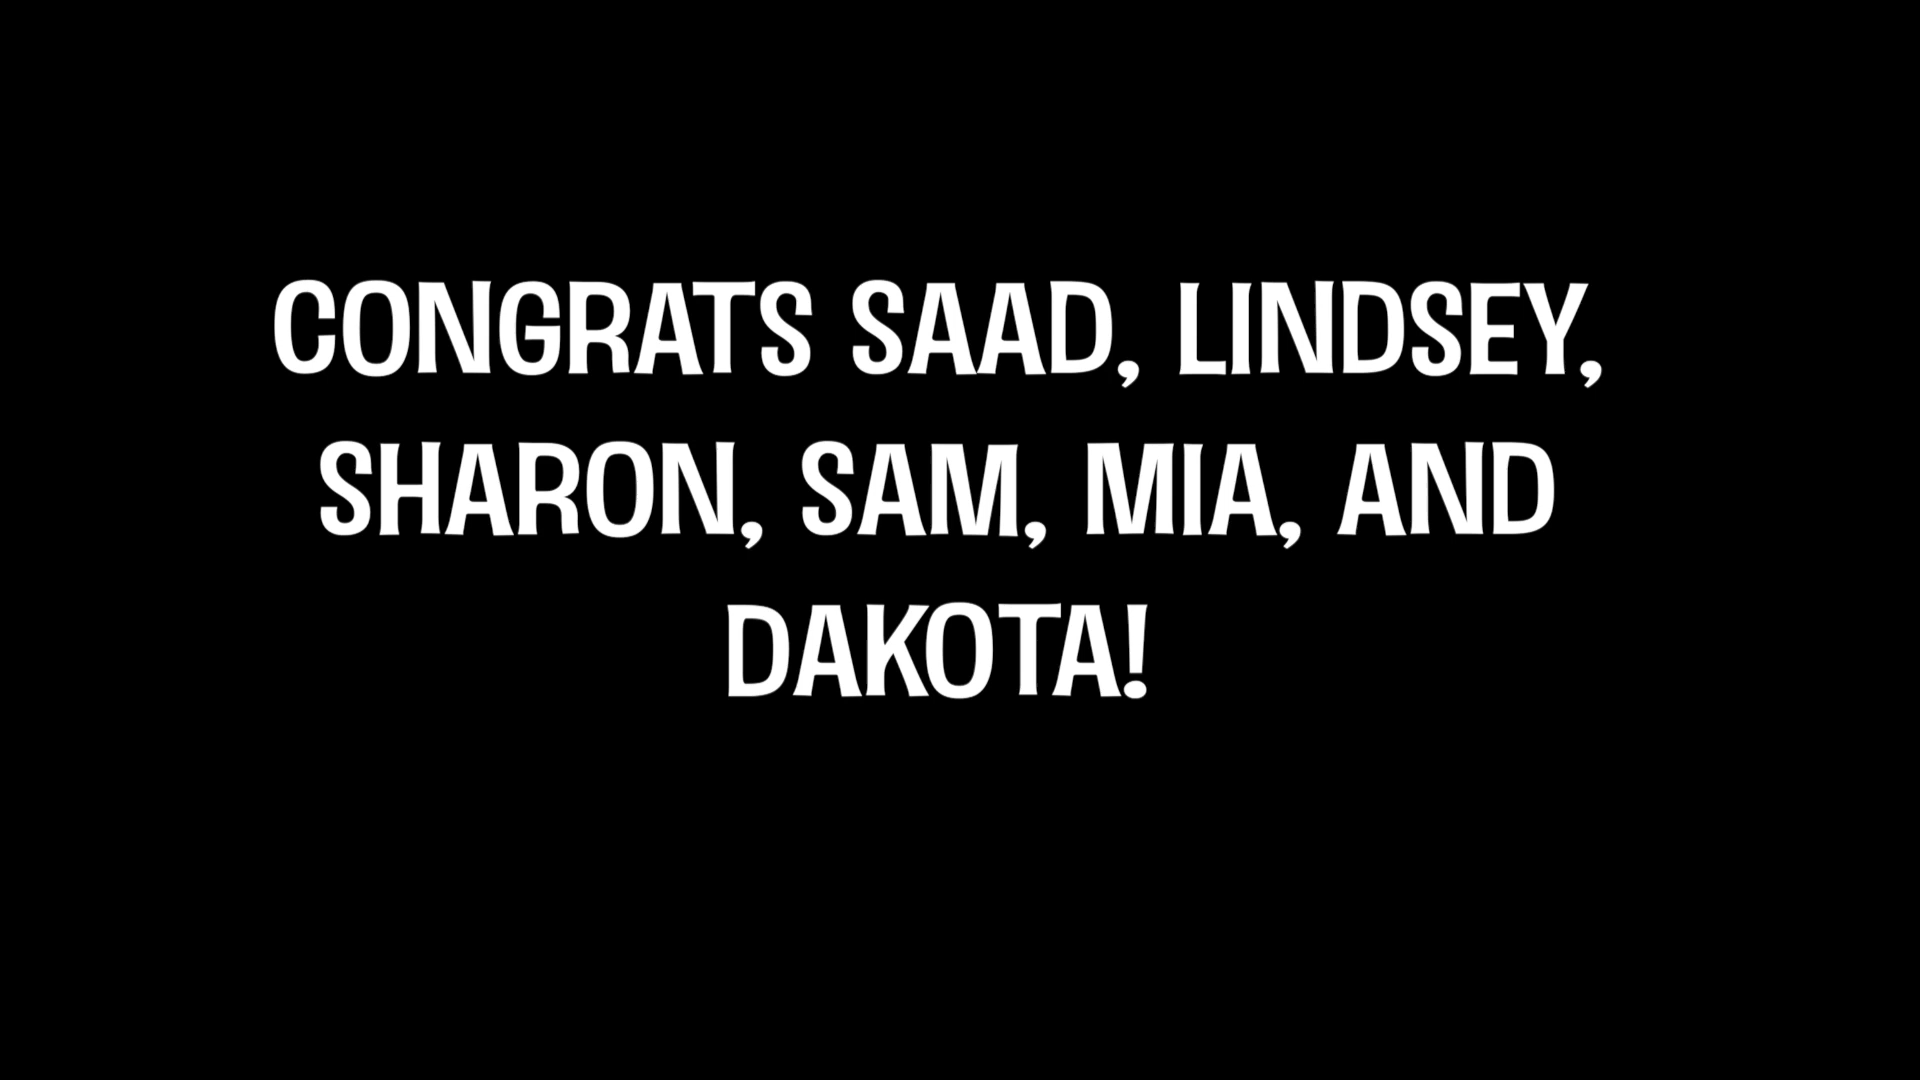 CONGRATS SAAD, LINDSEY,
SHARON, SAM, MIA, AND
DAKOTA!